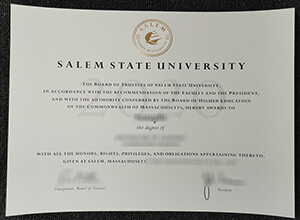 SALEM
SALEM STATE UNIVERSITY
THE BOARD OF TRUSTEES OF SALEM STATE UNIVERSITY,
IN ACCORDANCE WITH THE RECOMMENDATION OF THE FACULTY AND THE PRESIDENT,
AND WITH THE AUTHORITY CONFERRED BY THE BOARD OF HIGHER EDUCATION
OF THE COMMONWEALTH OF MASSACHUSETTS, HEREBY AWARDS TO
the degree of
WITH ALL THE HONORS, RIGHTS, PRIVILEGES, AND OBLIGATIONS APPERTAINING THERETO,
GIVEN AT SALEM, MASSACHUSETT
Chairperson, Board of Trustees
President